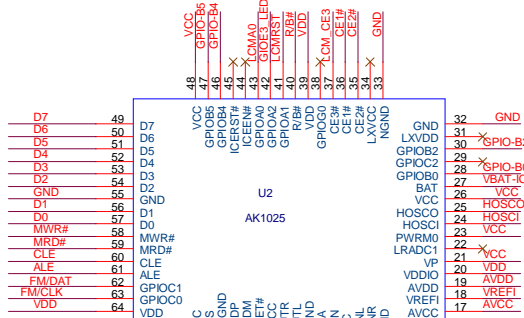 VCC
GPIO-B5
GPIO-B4
LCMA0
GIOE3_LED
LCMRST
R/B#
VDD
LCM_CE3
CE1#
CE2#
GND
48 47 46 45 44 43 42 41 40 39 38 37 36 35 34 33
VCC
GPIOB5
GPIOB4
ICERST#
ICEEN#
GPIOA0
GPIOA2
GPIOA1
R/B#
VDD
GPIOG0
CE3#
CE1#
CE2#
LXVCC
NGND
D7 49 D7
D6 50 D6
D5 51 D5
D4 52 D4
D3 53 D3
D2 54 D2
GND 55 GND
D1 56 D1
D0 57 D0
MWR# 58 MWR#
MRD# 59 MRD#
CLE 60 CLE
ALE 61 ALE
FM/DAT 62 GPIOC1
FM/CLK 63 GPIOC0
VDD 64 VDD
U2
AK1025
GND 32 GND
LXVDD 31
GPIOB2 30 GPIO-B2
GPIOC2 29
GPIOB0 28 GPIO-B0
BAT 27 VBAT-IC
VCC 26 VCC
HOSCO 25 HOSCO
HOSCI 24 HOSCI
PWRM0 23 VCC
LRADC1 22
VP 21 VCC
VDDIO 20 VDD
AVDD 19 AVDD
VREFI 18 VREFI
AVCC 17 AVCC